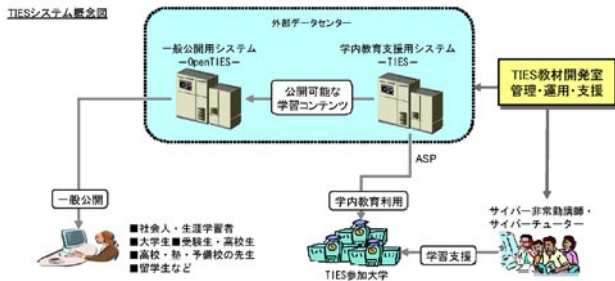 TIESシステム概念図
外部データセンター
一般公開用システム
−OpenTIES−
学内教育支援用システム
−TIES−
公開可能な
学習コンテンツ
TIES教材開発室
管理・運用・支援
ASP
一般公開
学内教育利用
■社会人・生涯学習者
■大学生■受験生・高校生
■高校・塾・予備校の先生
■留学生など
TIES参加大学
学習支援
サイバー非常勤講師・
サイバーチューター